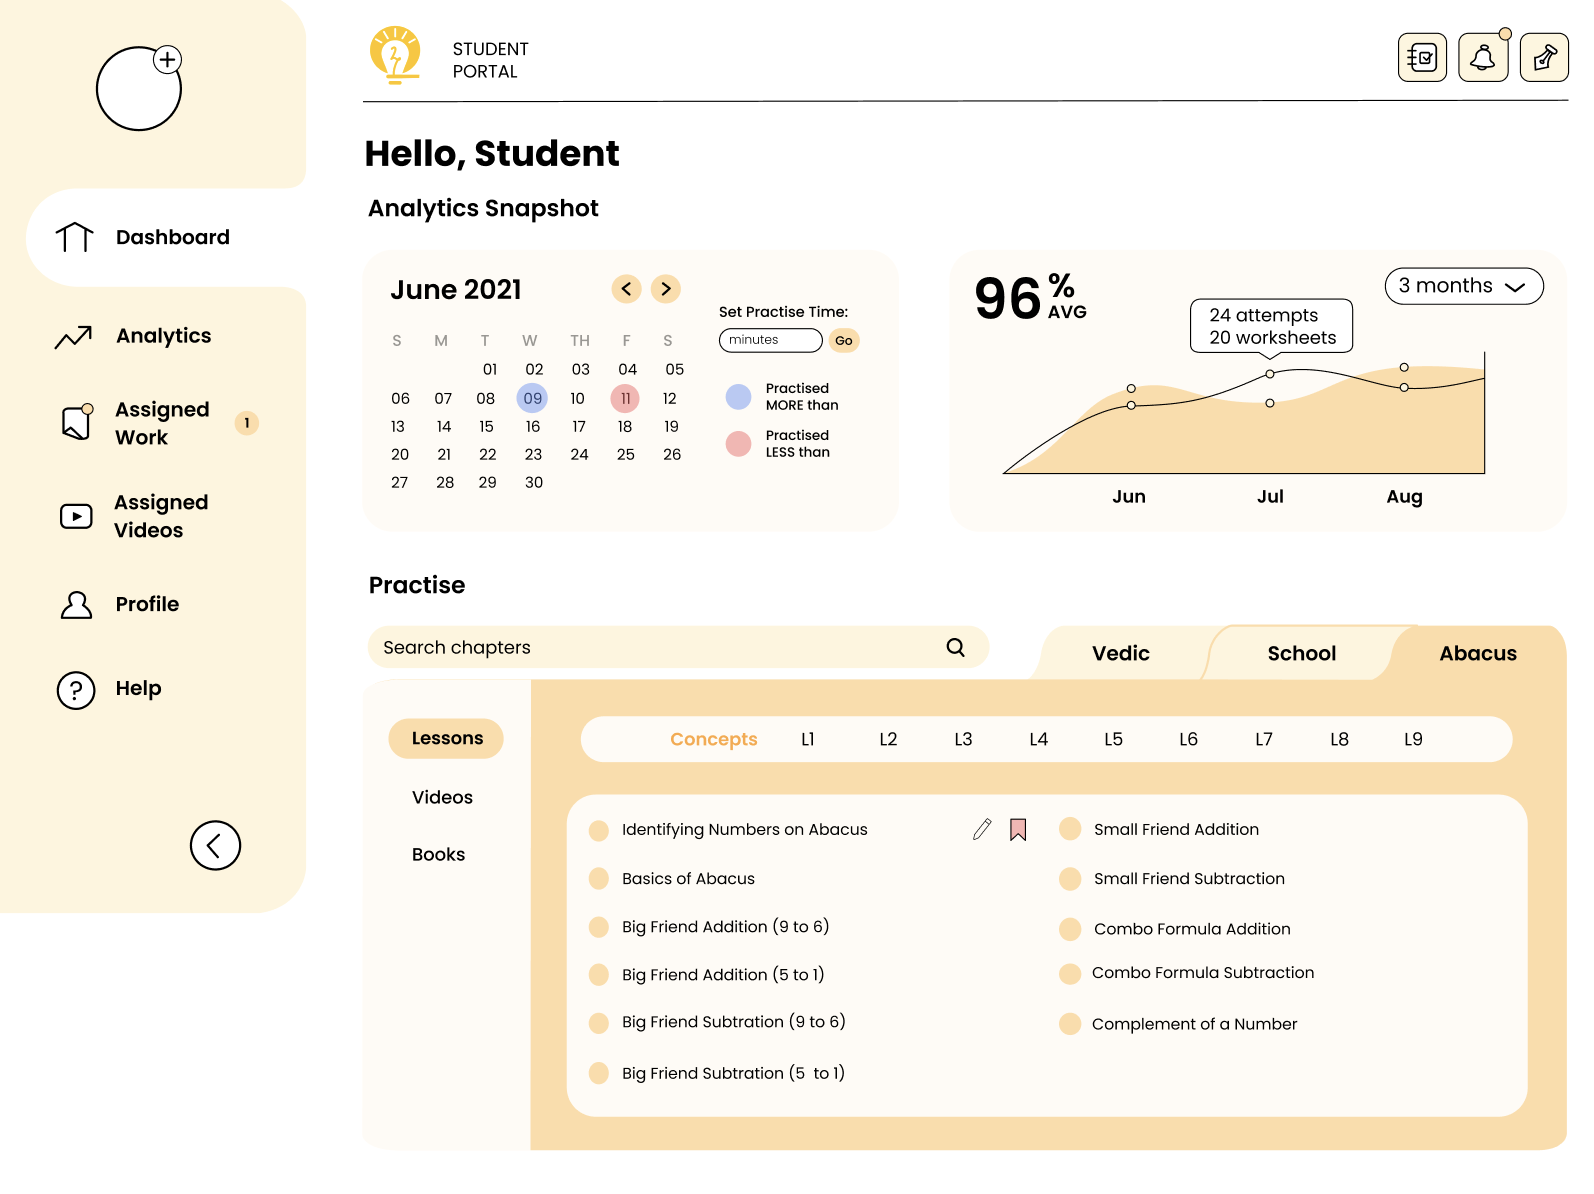 STUDENT
PORTAL
Hello, Student
Analytics Snapshot
Dashboard
Analytics
Assigned
Work
1
Assigned
Videos
Profile
? Help
June 2021 < >
S M T W TH F S
01 02 03 04 05
06 07 08 09 10 11 12
13 14 15 16 17 18 19
20 21 22 23 24 25 26
27 28 29 30
Set Practise Time:
minutes Go
Practised
MORE than
Practised
LESS than
96 %
AVG
3 months
24 attempts
20 worksheets
Jun Jul Aug
Practise
Search chapters
Vedic School Abacus
Lessons
Videos
Books
Concepts L1 L2 L3 L4 L5 L6 L7 L8 L9
Identifying Numbers on Abacus
Basics of Abacus
Big Friend Addition (9 to 6)
Big Friend Addition (5 to 1)
Big Friend Subtration (9 to 6)
Big Friend Subtration (5  to 1)
Small Friend Addition
Small Friend Subtraction
Combo Formula Addition
Combo Formula Subtraction
Complement of a Number